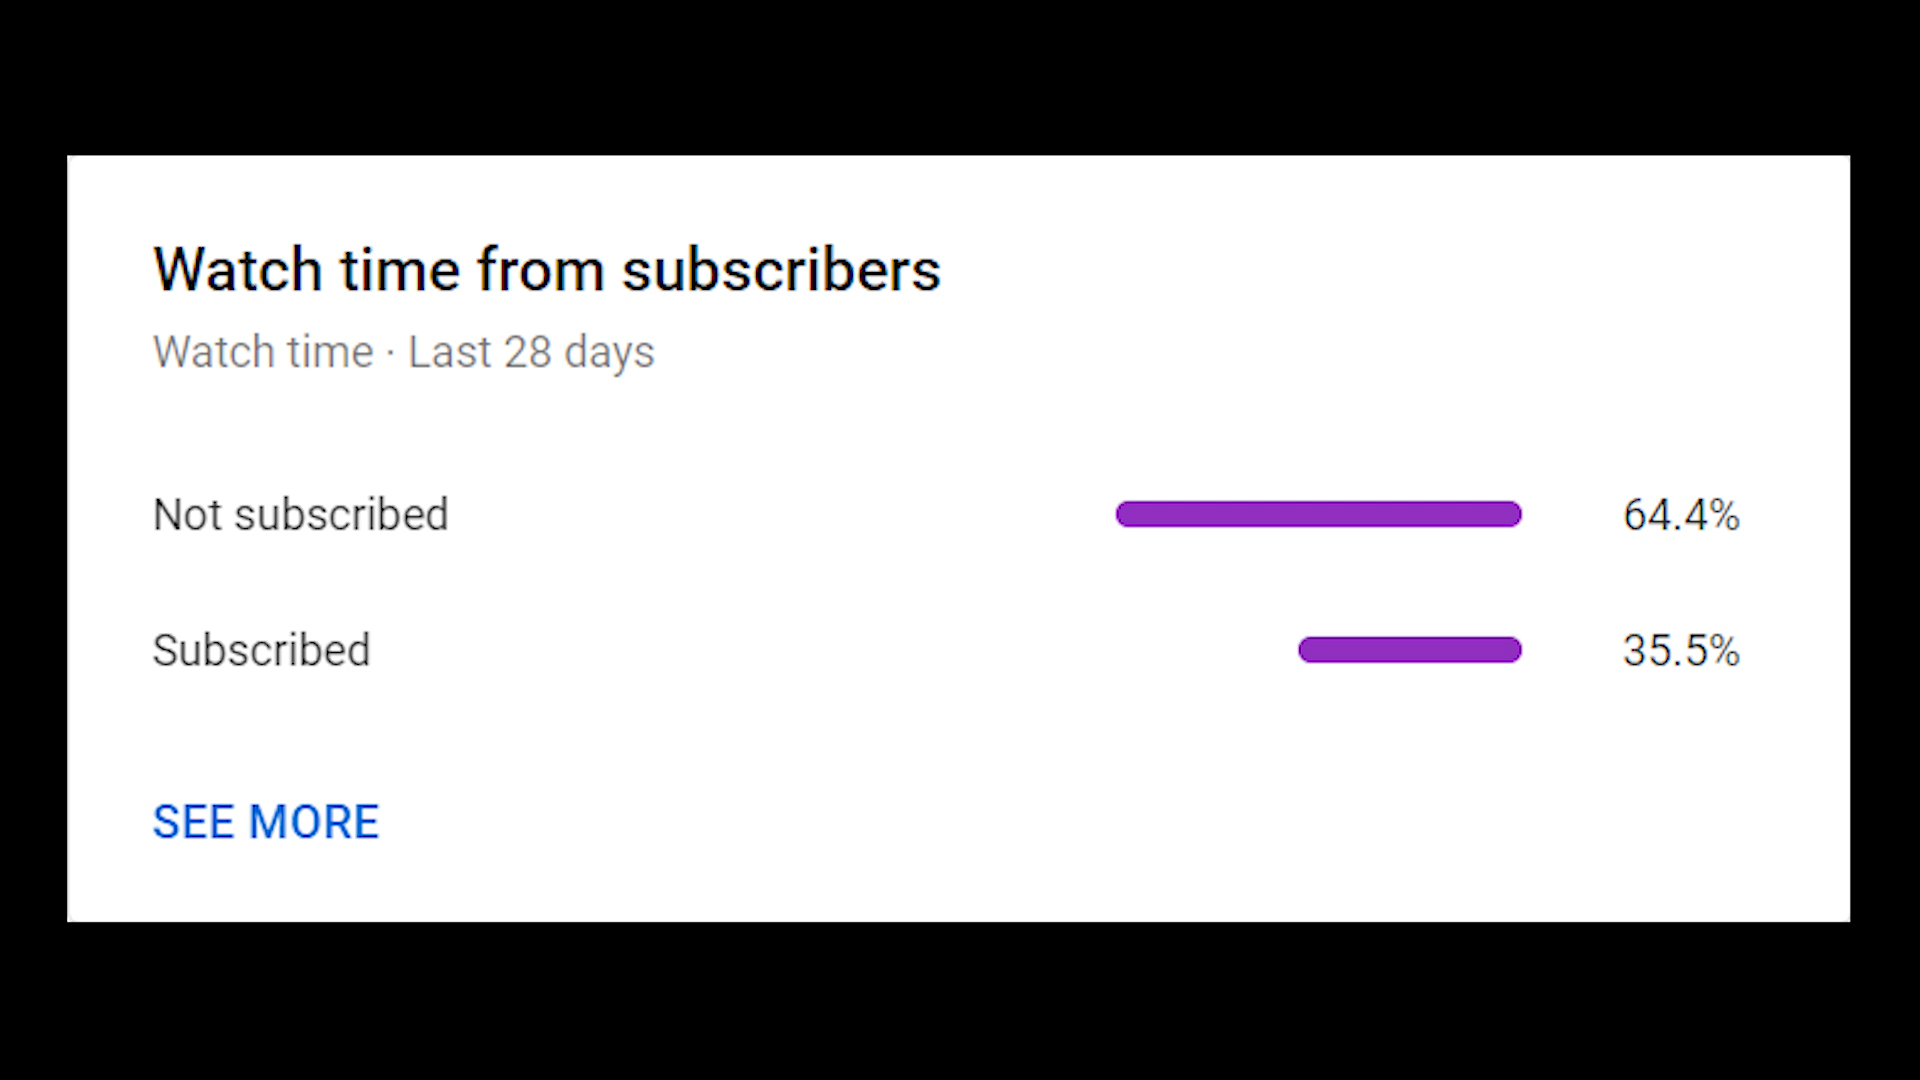 Watch time from subscribers
Watch time · Last 28 days
Not subscribed 64.4%
Subscribed 35.5%
SEE MORE